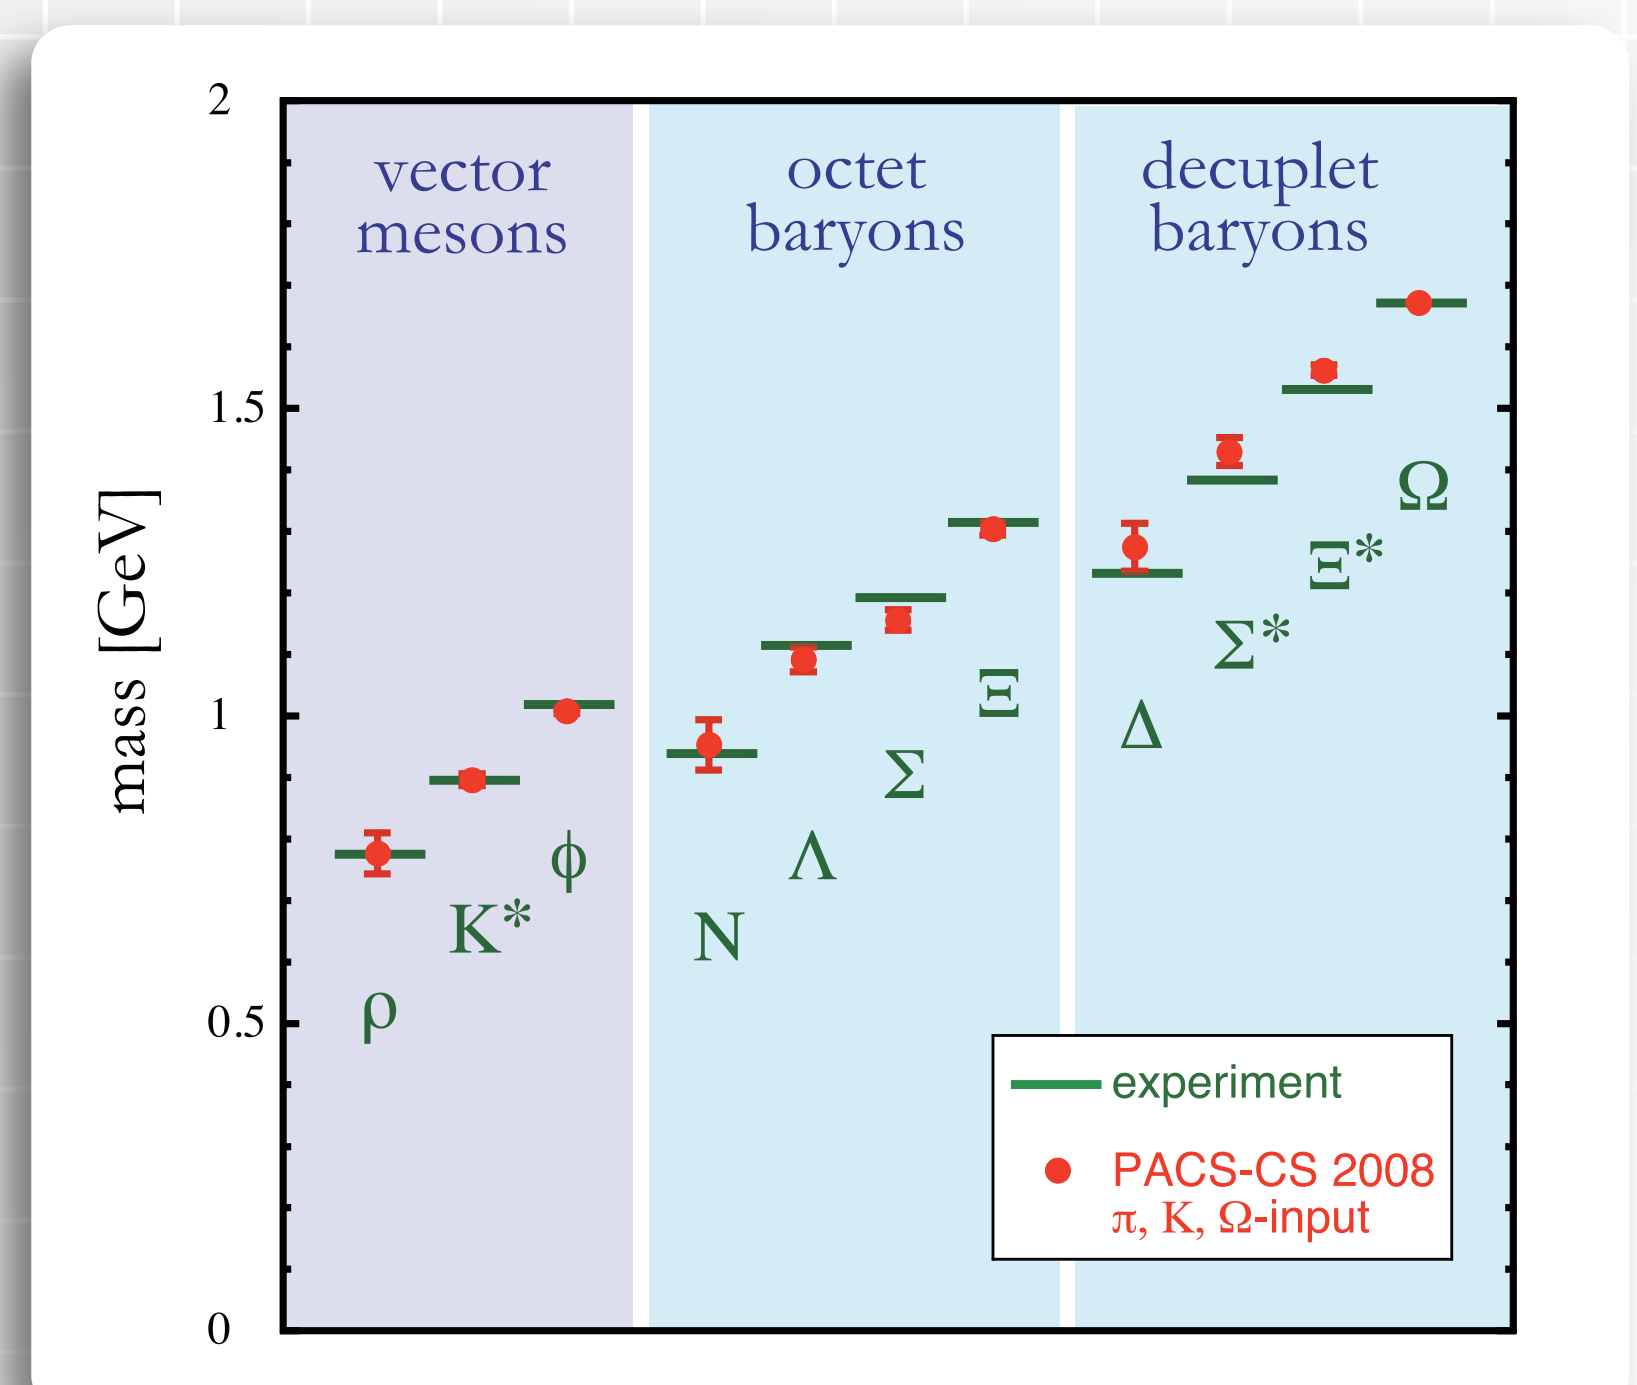 2
1.5
1
0.5
0
mass [GeV]
vector
mesons
octet
baryons
decuplet
baryons
ρ
K*
ϕ
N
Λ
Σ
Ξ
Δ
Σ*
Ξ*
Ω
experiment
PACS-CS 2008
π, K, Ω-input